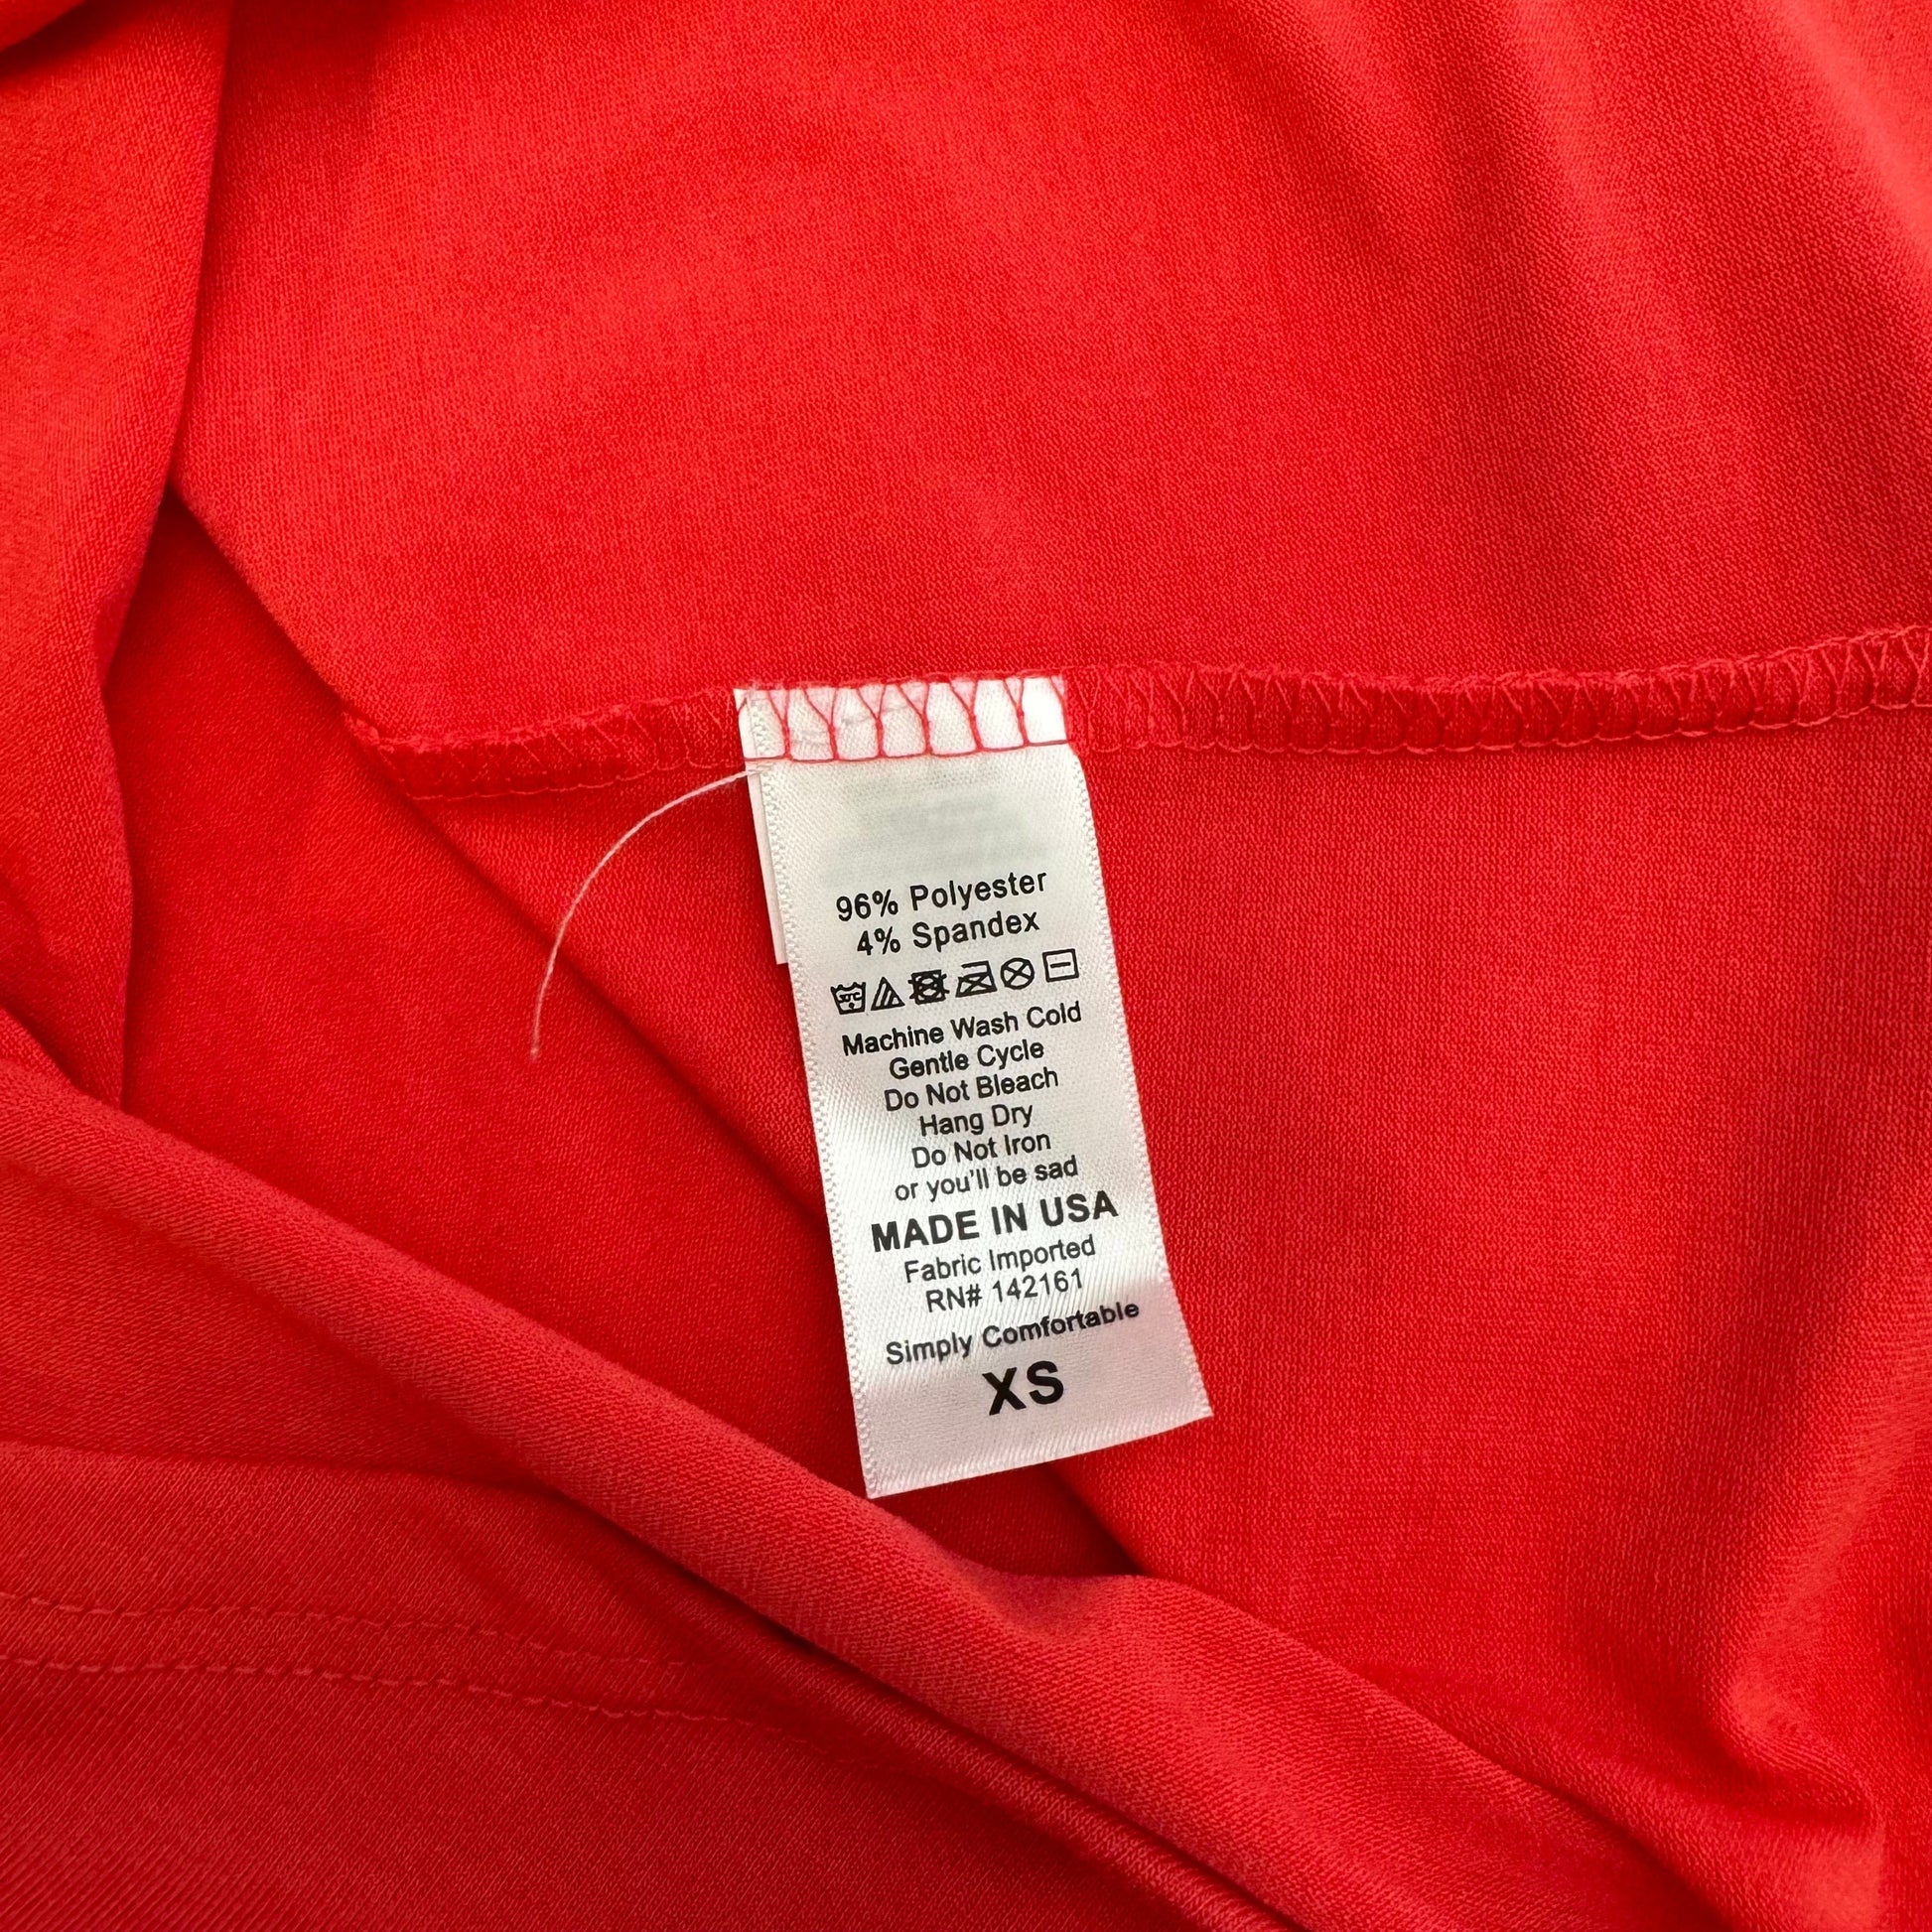 96% Polyester
4% Spandex
30°C
Machine Wash Cold
Gentle Cycle
Do Not Bleach
Hang Dry
Do Not Iron
or you'll be sad
MADE IN USA
Fabric Imported
RN# 142161
Simply Comfortable
XS